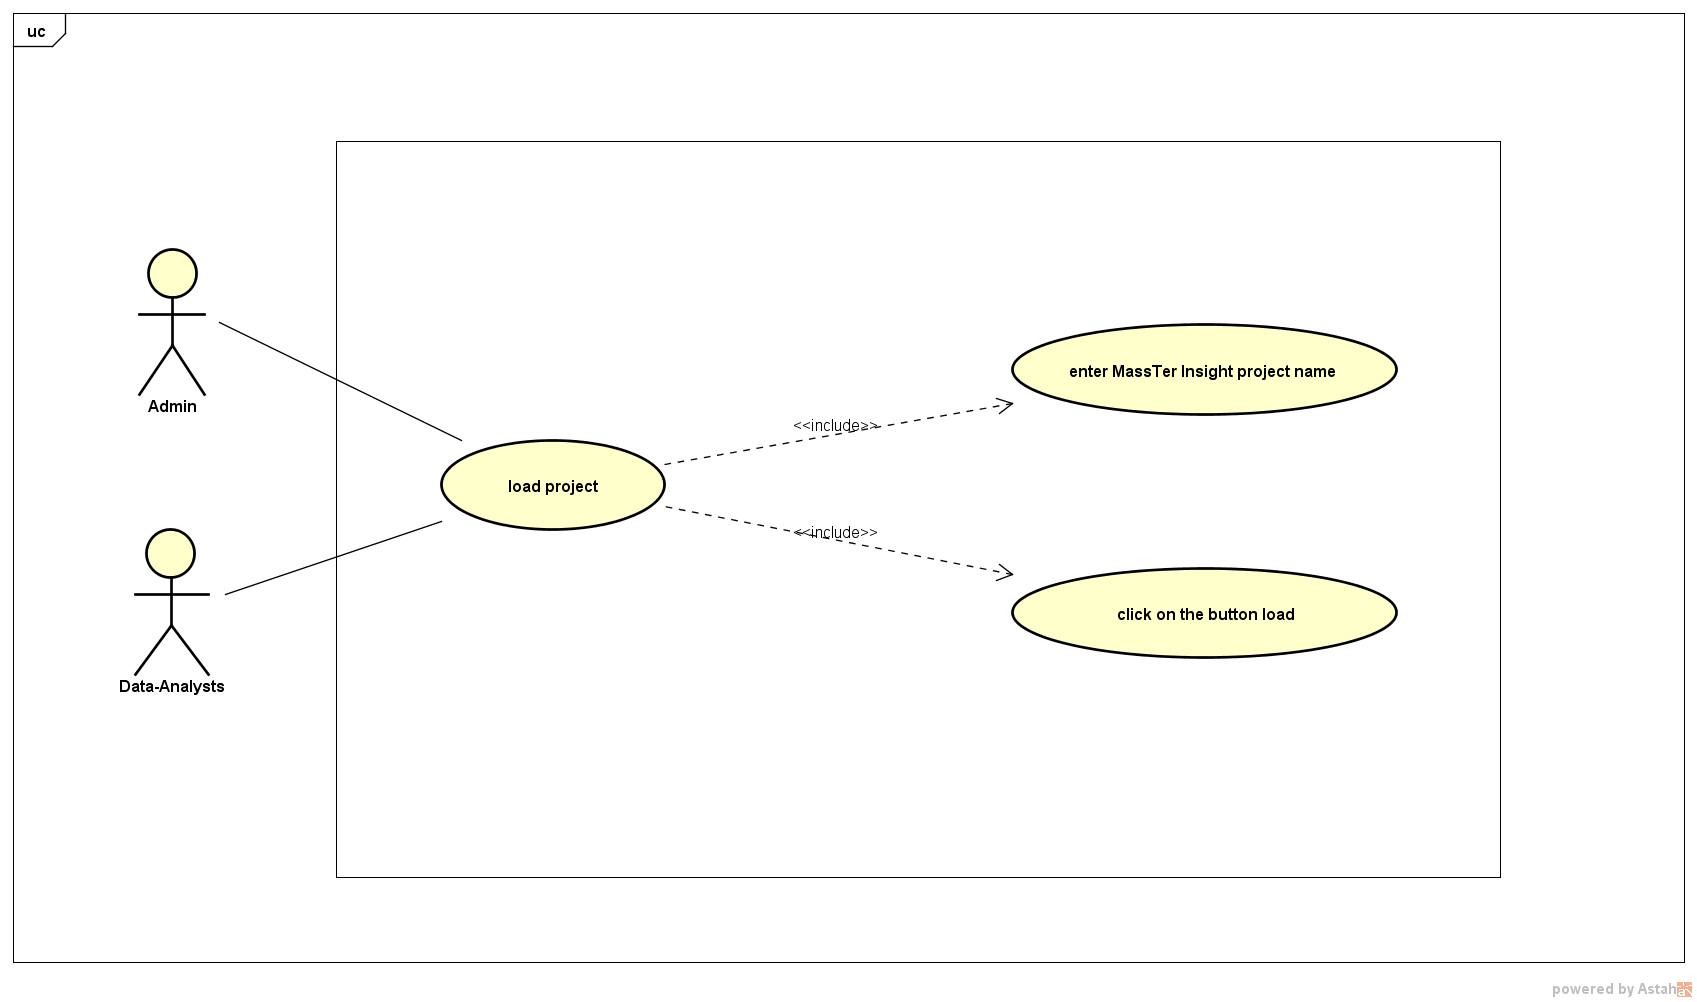 uc
Admin
enter MassTer Insight project name
<<include>>
load project
<<include>>
click on the button load
Data-Analysts
powered by Astah